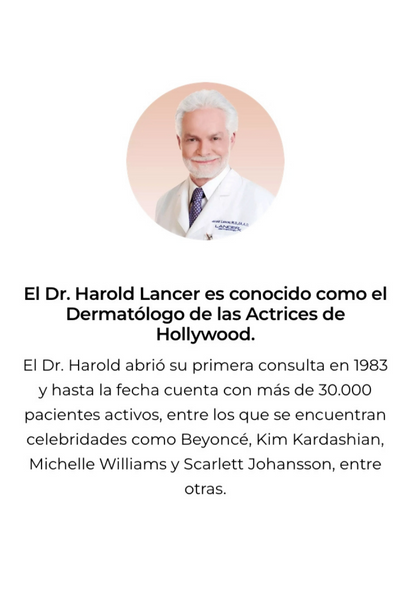 LANCER
El Dr. Harold Lancer es conocido como el
Dermatólogo de las Actrices de
Hollywood.
El Dr. Harold abrió su primera consulta en 1983
y hasta la fecha cuenta con más de 30.000
pacientes activos, entre los que se encuentran
celebridades como Beyoncé, Kim Kardashian,
Michelle Williams y Scarlett Johansson, entre
otras.